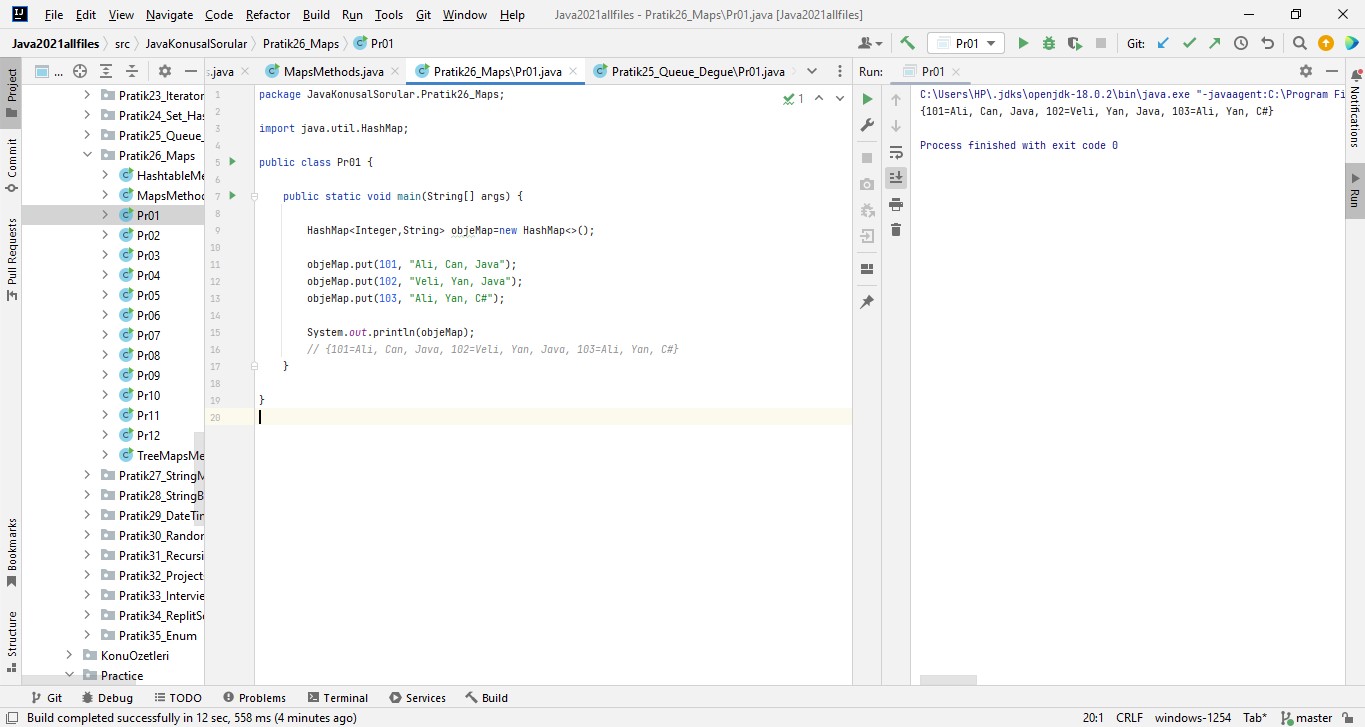 File Edit View Navigate Code Refactor Build Run Tools Git Window Help Java2021allfiles - Pratik26_Maps\Pr01.java [Java2021allfiles]
Java2021allfiles src JavaKonusalSorular Pratik26_Maps Pr01 Pr01 Git:
... s.java MapsMethods.java Pratik26_Maps\Pr01.java Pratik25_Queue_Degue\Pr01.java Run: Pr01
Project
Commit
Pull Requests
Bookmarks
Structure
Pratik23_Iterator
Pratik24_Set_Has
Pratik25_Queue_
Pratik26_Maps
HashtableMe
MapsMethod
Pr01
Pr02
Pr03
Pr04
Pr05
Pr06
Pr07
Pr08
Pr09
Pr10
Pr11
Pr12
TreeMapsMe
Pratik27_StringM
Pratik28_StringB
Pratik29_DateTim
Pratik30_Randor
Pratik31_Recursi
Pratik32_Project
Pratik33_Intervie
Pratik34_ReplitSo
Pratik35_Enum
KonuOzetleri
Practice
1 package JavaKonusalSorular.Pratik26_Maps; 1
2
3 import java.util.HashMap;
4
5 public class Pr01 {
6
7 public static void main(String[] args) {
8
9 HashMap<Integer,String> objeMap=new HashMap<>();
10
11 objeMap.put(101, "Ali, Can, Java");
12 objeMap.put(102, "Veli, Yan, Java");
13 objeMap.put(103, "Ali, Yan, C#");
14
15 System.out.println(objeMap);
16 // {101=Ali, Can, Java, 102=Veli, Yan, Java, 103=Ali, Yan, C#}
17 }
18
19 }
20
C:\Users\HP\.jdks\openjdk-18.0.2\bin\java.exe "-javaagent:C:\Program Fi
{101=Ali, Can, Java, 102=Veli, Yan, Java, 103=Ali, Yan, C#}
Process finished with exit code 0
Notifications
Run
Git Debug TODO Problems Terminal Services Build
Build completed successfully in 12 sec, 558 ms (4 minutes ago) 20:1 CRLF windows-1254 Tab* master